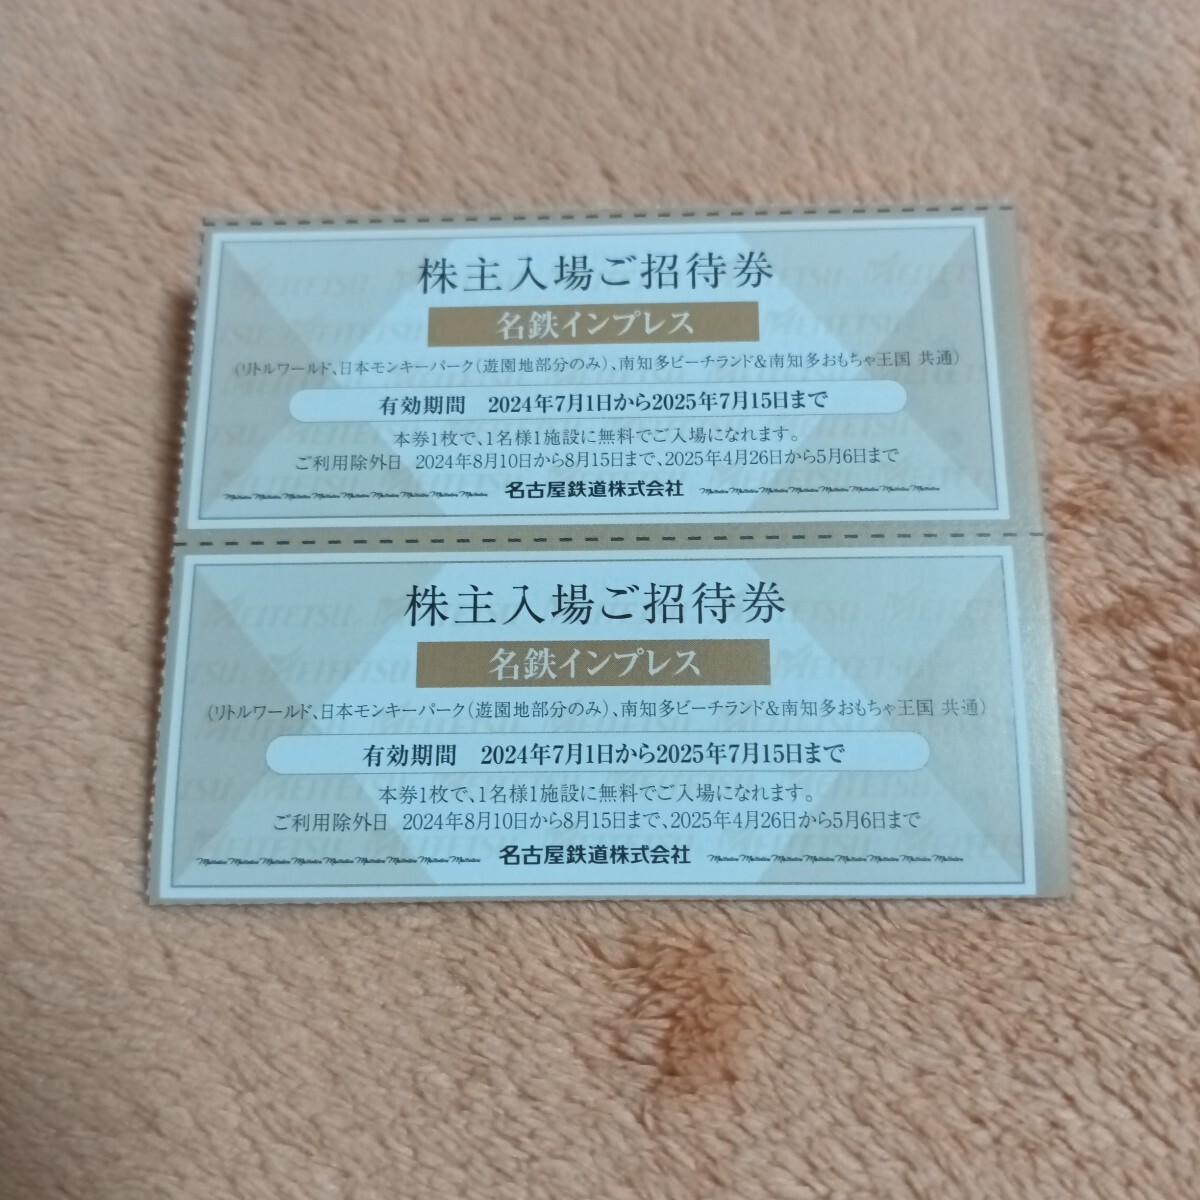 株主入場ご招待券
名鉄インプレス
(リトルワールド、日本モンキーパーク(遊園地部分のみ)、南知多ビーチランド&南知多おもちゃ王国 共通)
有効期間 2024年7月1日から2025年7月15日まで
本券1枚で、1名様1施設に無料でご入場になれます。
ご利用除外日 2024年8月10日から8月15日まで、2025年4月26日から5月6日まで
名古屋鉄道株式会社
株主入場ご招待券
名鉄インプレス
(リトルワールド、日本モンキーパーク(遊園地部分のみ)、南知多ビーチランド&南知多おもちゃ王国 共通)
有効期間 2024年7月1日から2025年7月15日まで
本券1枚で、1名様1施設に無料でご入場になれます。
ご利用除外日 2024年8月10日から8月15日まで、2025年4月26日から5月6日まで
名古屋鉄道株式会社